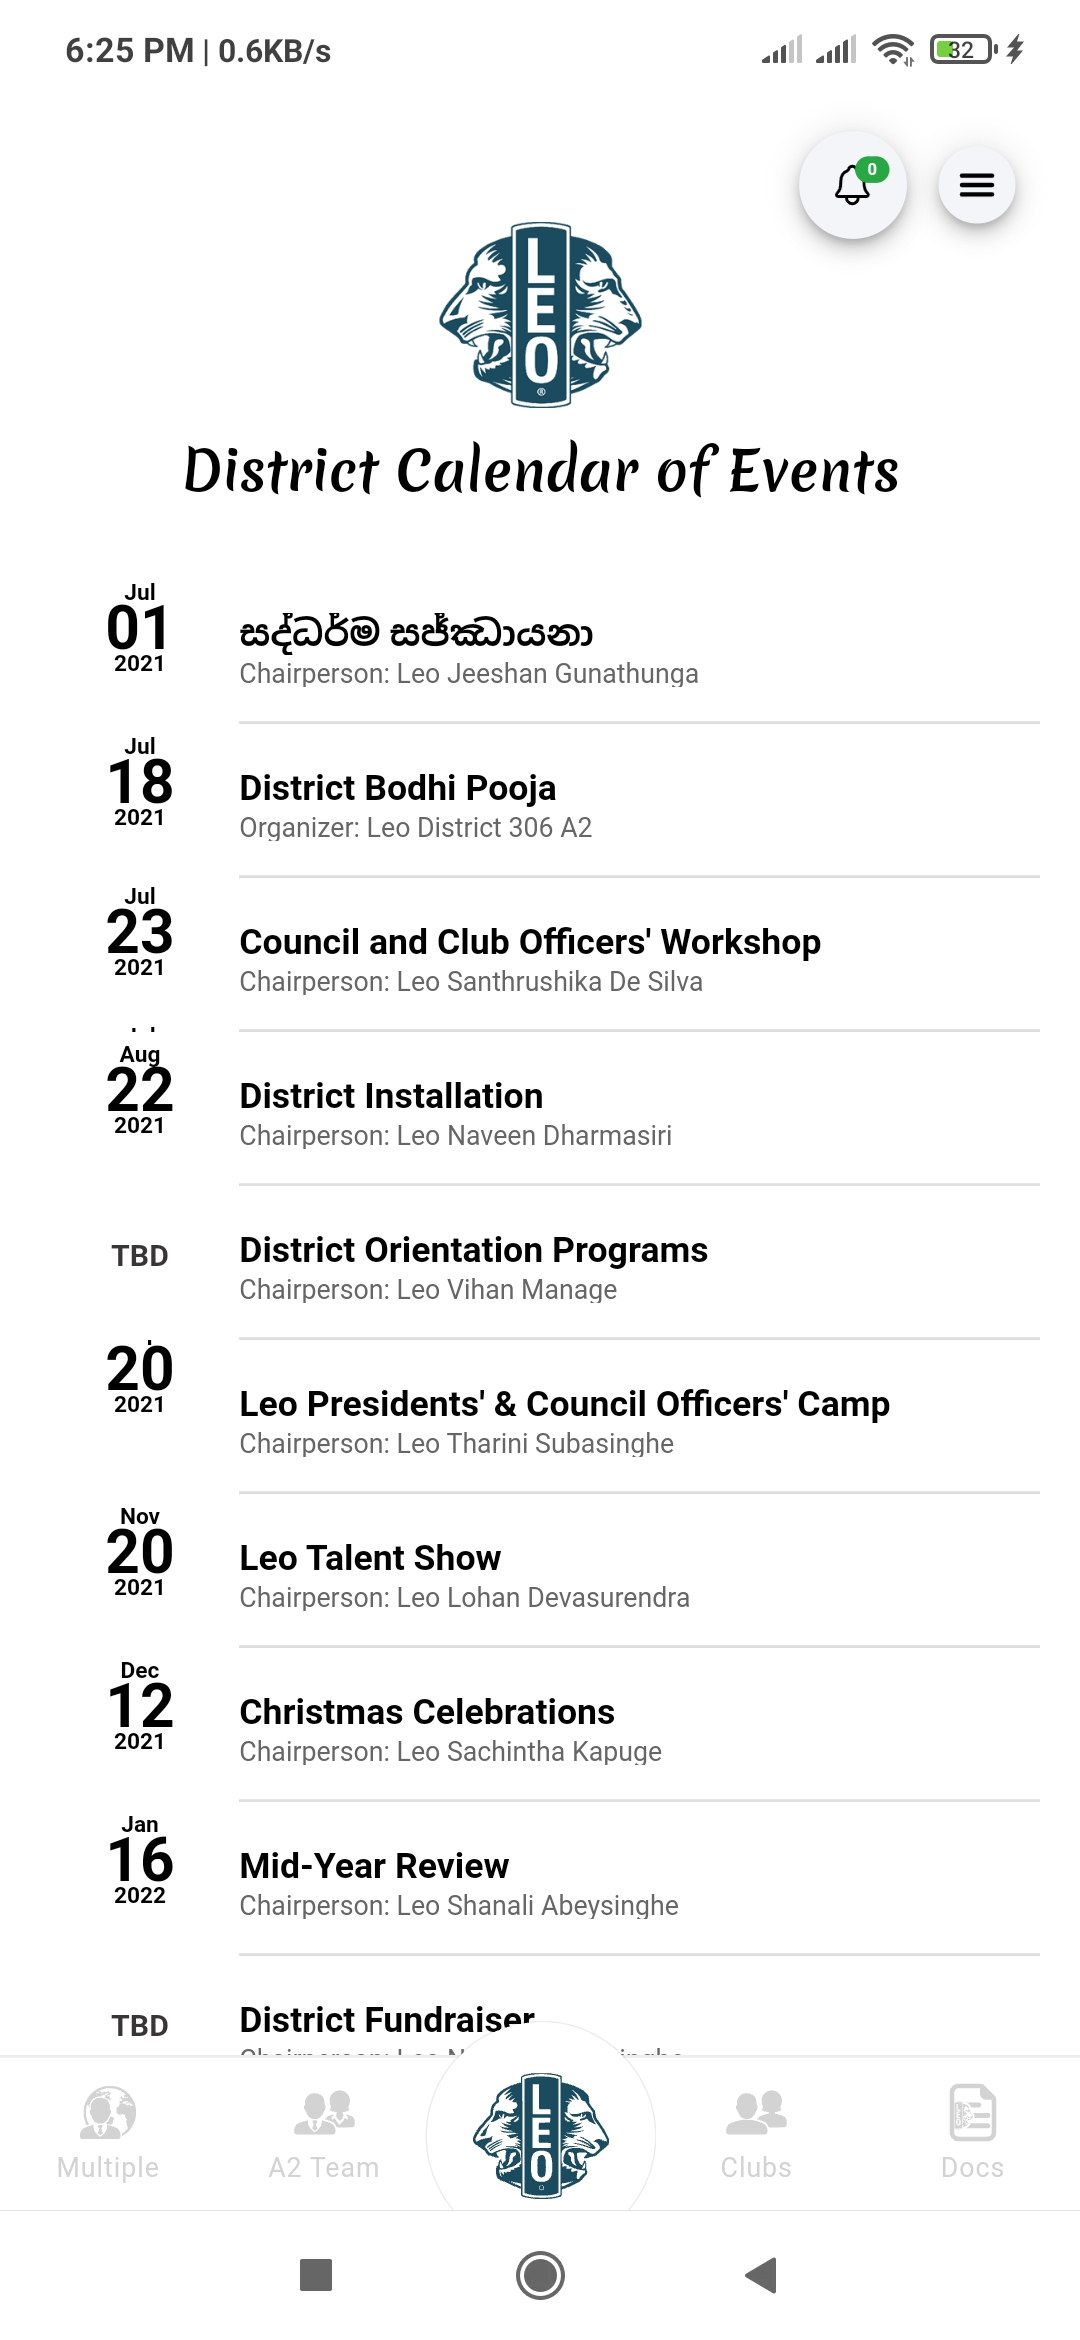 6:25 PM | 0.6KB/s
32
0
LEO
District Calendar of Events
Jul
01
2021
සද්ධර්ම සජ්ඣායනා
Chairperson: Leo Jeeshan Gunathunga
Jul
18
2021
District Bodhi Pooja
Organizer: Leo District 306 A2
Jul
23
2021
Council and Club Officers' Workshop
Chairperson: Leo Santhrushika De Silva
Aug
22
2021
District Installation
Chairperson: Leo Naveen Dharmasiri
TBD
District Orientation Programs
Chairperson: Leo Vihan Manage
20
2021
Leo Presidents' & Council Officers' Camp
Chairperson: Leo Tharini Subasinghe
Nov
20
2021
Leo Talent Show
Chairperson: Leo Lohan Devasurendra
Dec
12
2021
Christmas Celebrations
Chairperson: Leo Sachintha Kapuge
Jan
16
2022
Mid-Year Review
Chairperson: Leo Shanali Abeysinghe
TBD
District Fundraiser
Chairperson: Leo
Multiple
A2 Team
LEO
Clubs
Docs